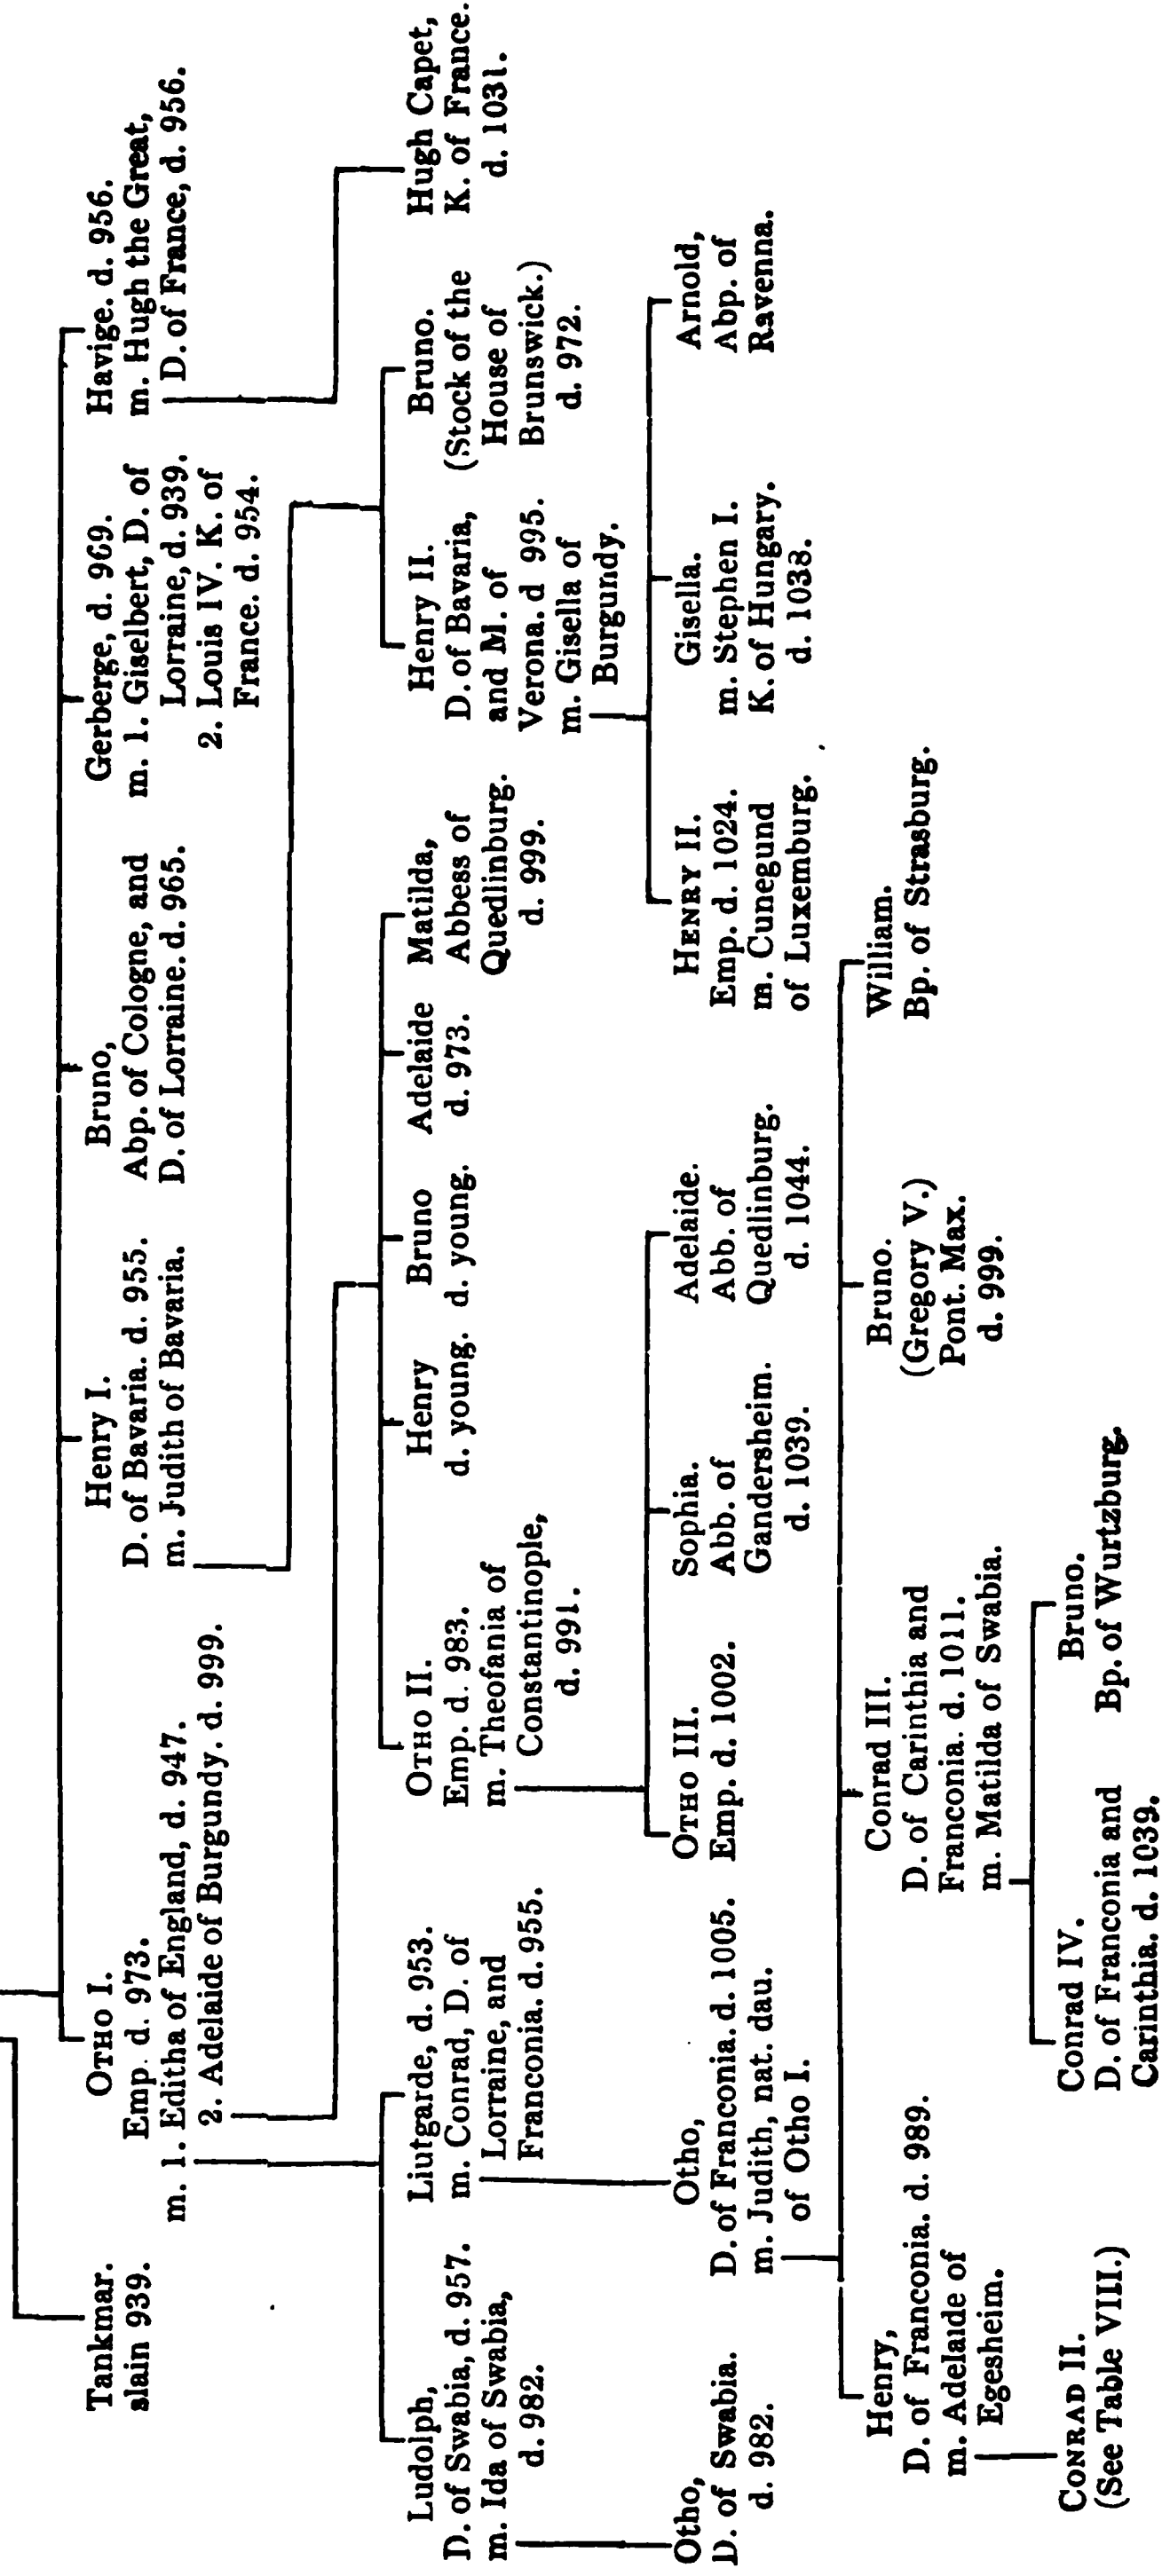 Tankmar.
slain 939.
OTHO I.
Emp. d. 973.
m. 1. Editha of England, d. 947.
2. Adelaide of Burgundy. d. 999.
Henry I.
D. of Bavaria. d. 955.
m. Judith of Bavaria.
Bruno,
Abp. of Cologne, and
D. of Lorraine. d. 965.
Gerberge, d. 969.
m. 1. Giselbert, D. of
Lorraine, d. 939.
2. Louis IV. K. of
France. d. 954.
Havige. d. 956.
m. Hugh the Great,
D. of France, d. 956.
Ludolph,
D. of Swabia, d. 957.
m. Ida of Swabia,
d. 982.
Liutgarde, d. 953.
m. Conrad, D. of
Lorraine, and
Franconia. d. 955.
OTHO II.
Emp. d. 983.
m. Theofania of
Constantinople,
d. 991.
Henry
d. young.
Bruno
d. young.
Adelaide
d. 973.
Matilda,
Abbess of
Quedlinburg.
d. 999.
Henry II.
D. of Bavaria,
and M. of
Verona. d 995.
m. Gisella of
Burgundy.
Bruno.
(Stock of the
House of
Brunswick.)
d. 972.
Hugh Capet,
K. of France.
d. 1031.
Otho,
D. of Swabia.
d. 982.
Otho,
D. of Franconia. d. 1005.
m. Judith, nat. dau.
of Otho I.
OTHO III.
Emp. d. 1002.
Sophia.
Abb. of
Gandersheim.
d. 1039.
Adelaide.
Abb. of
Quedlinburg.
d. 1044.
HENRY II.
Emp. d. 1024.
m. Cunegund
of Luxemburg.
Gisella.
m. Stephen I.
K. of Hungary.
d. 1038.
Arnold,
Abp. of
Ravenna.
Henry,
D. of Franconia. d. 989.
m. Adelaide of
Egesheim.
Conrad III.
D. of Carinthia and
Franconia. d. 1011.
m. Matilda of Swabia.
Bruno.
(Gregory V.)
Pont. Max.
d. 999.
William.
Bp. of Strasburg.
CONRAD II.
(See Table VIII.)
Conrad IV.
D. of Franconia and
Carinthia. d. 1039.
Bruno.
Bp. of Wurtzburg.